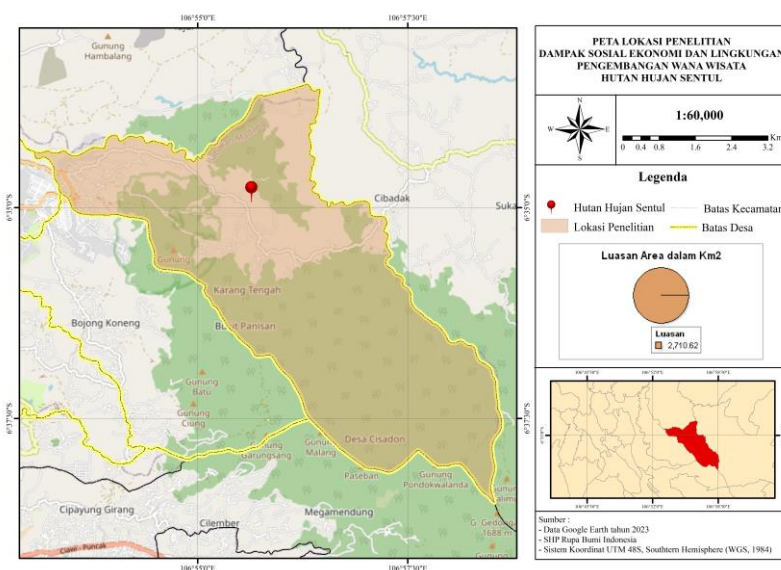 106°55'0"E
106°57'30"E
Gunung
Hambalang
Cibadak
Suka
6°35'0"S
6°35'0"S
Gunung
Karang Tengah
Bukit Panisan
Bojong Koneng
Gunung
Batu
Gunung
Ciung
6°37'30"S
6°37'30"S
Gunung
Malang
Garungsang
Desa Cisadon
Paseban
Gunung
Pondokwalanda
Cipayung Girang
Cilember
Megamendung
1688 m
Ciawi - Puncak
106°55'0"E
106°57'30"E
PETA LOKASI PENELITIAN
DAMPAK SOSIAL EKONOMI DAN LINGKUNGAN
PENGEMBANGAN WANA WISATA
HUTAN HUJAN SENTUL
N
W
E
S
1:60,000
Km
0 0.4 0.8 1.6 2.4 3.2
Legenda
Hutan Hujan Sentul
Batas Kecamatan
Lokasi Penelitian
Batas Desa
Luasan Area dalam Km2
Luasan
2,710.62
Sumber :
- Data Google Earth tahun 2023
- SHP Rupa Bumi Indonesia
- Sistem Koordinat UTM 48S, Southtern Hemisphere (WGS, 1984)